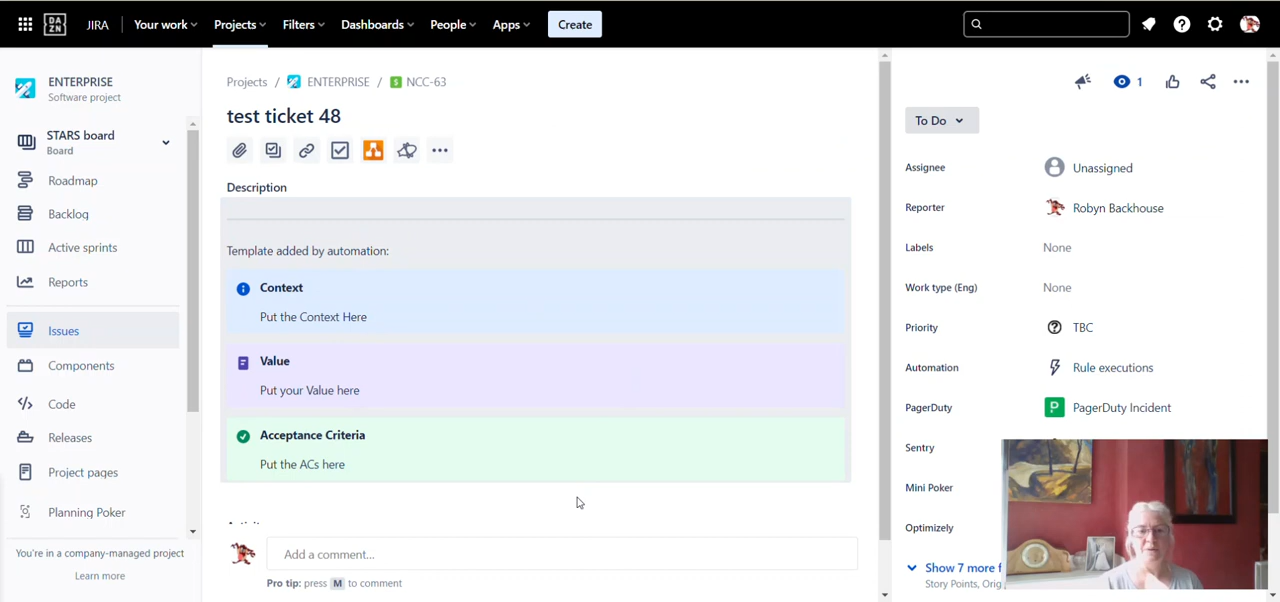 DA
ZN
JIRA
Your work
Projects
Filters
Dashboards
People
Apps
Create
ENTERPRISE
Software project
STARS board
Board
Roadmap
Backlog
Active sprints
Reports
Issues
Components
Code
Releases
Project pages
Planning Poker
You're in a company-managed project
Learn more
Projects / ENTERPRISE / NCC-63
test ticket 48
Description
Template added by automation:
Context
Put the Context Here
Value
Put your Value here
Acceptance Criteria
Put the ACs here
Add a comment...
Pro tip: press M to comment
1
To Do
Assignee
Unassigned
Reporter
Robyn Backhouse
Labels
None
Work type (Eng)
None
Priority
TBC
Automation
Rule executions
PagerDuty
P
PagerDuty Incident
Sentry
Mini Poker
Optimizely
Show 7 more f
Story Points, Orig